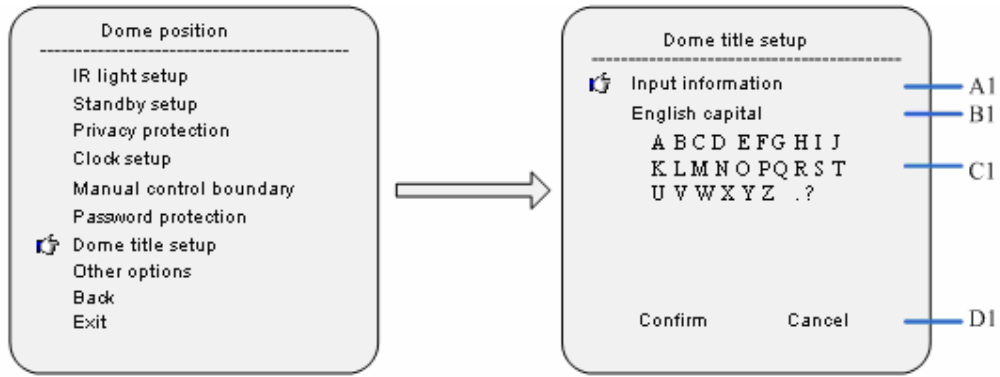 Dome position
IR light setup
Standby setup
Privacy protection
Clock setup
Manual control boundary
Password protection
Dome title setup
Other options
Back
Exit
Dome title setup
Input information
A1
English capital
B1
A B C D E F G H I J
K L M N O P Q R S T
C1
U V W X Y Z . ?
Confirm Cancel
D1